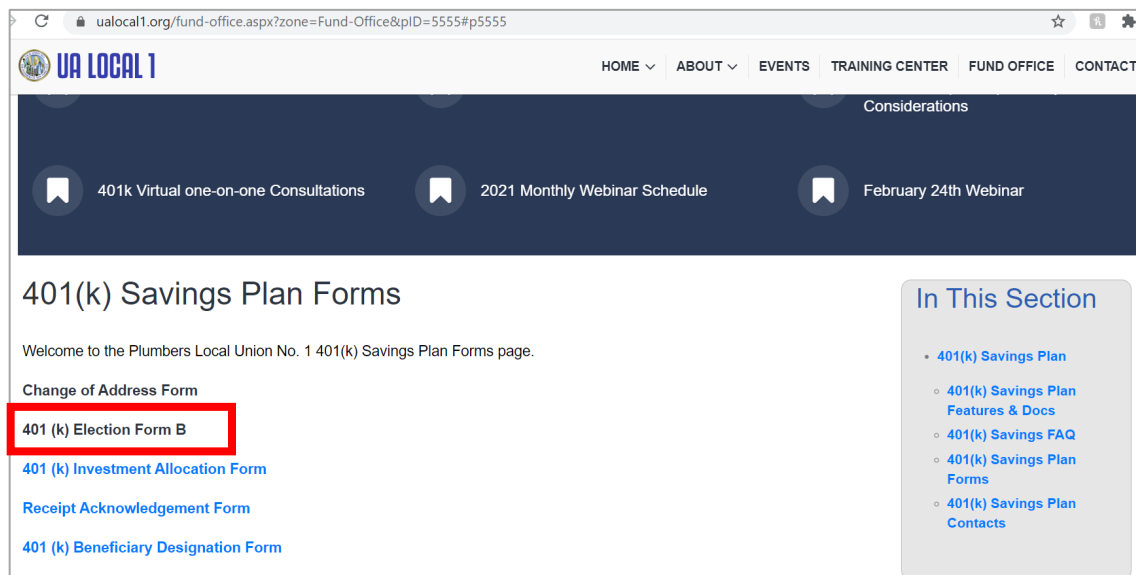 ualocal1.org/fund-office.aspx?zone=Fund-Office&pID=5555#p5555
UA LOCAL 1
HOME ABOUT EVENTS TRAINING CENTER FUND OFFICE CONTACT
Considerations
401k Virtual one-on-one Consultations
2021 Monthly Webinar Schedule
February 24th Webinar
401(k) Savings Plan Forms
Welcome to the Plumbers Local Union No. 1 401(k) Savings Plan Forms page.
Change of Address Form
401 (k) Election Form B
401 (k) Investment Allocation Form
Receipt Acknowledgement Form
401 (k) Beneficiary Designation Form
In This Section
401(k) Savings Plan
401(k) Savings Plan
Features & Docs
401(k) Savings FAQ
401(k) Savings Plan
Forms
401(k) Savings Plan
Contacts